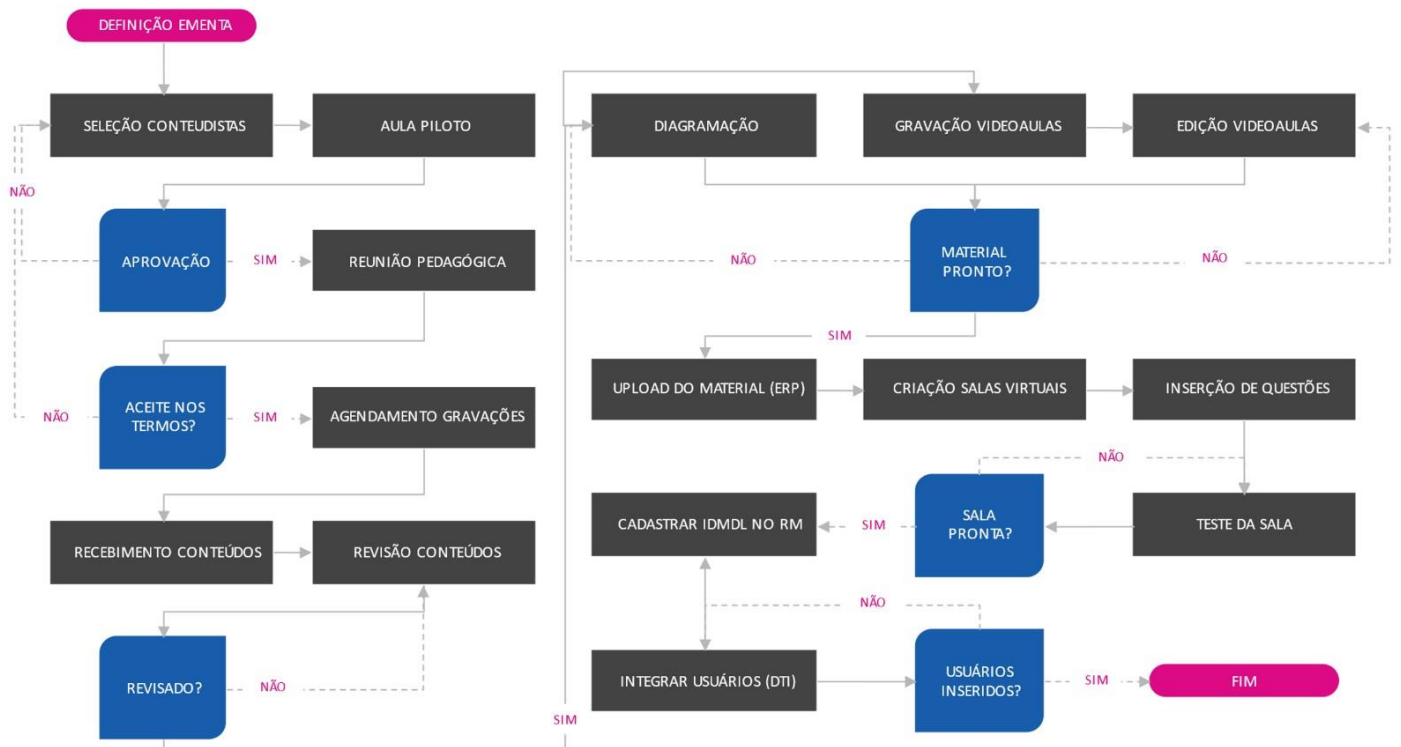 DEFINIÇÃO EMENTA
SELEÇÃO CONTEUDISTAS
AULA PILOTO
NÃO
APROVAÇÃO
SIM
REUNIÃO PEDAGÓGICA
NÃO
ACEITE NOS
TERMOS?
SIM
AGENDAMENTO GRAVAÇÕES
RECEBIMENTO CONTEÚDOS
REVISÃO CONTEÚDOS
REVISADO?
NÃO
SIM
DIAGRAMAÇÃO
GRAVAÇÃO VIDEOAULAS
EDIÇÃO VIDEOAULAS
NÃO
MATERIAL
PRONTO?
NÃO
SIM
UPLOAD DO MATERIAL (ERP)
CRIAÇÃO SALAS VIRTUAIS
INSERÇÃO DE QUESTÕES
NÃO
CADASTRAR IDMDL NO RM
SIM
SALA
PRONTA?
TESTE DA SALA
NÃO
INTEGRAR USUÁRIOS (DTI)
USUÁRIOS
INSERIDOS?
SIM
FIM